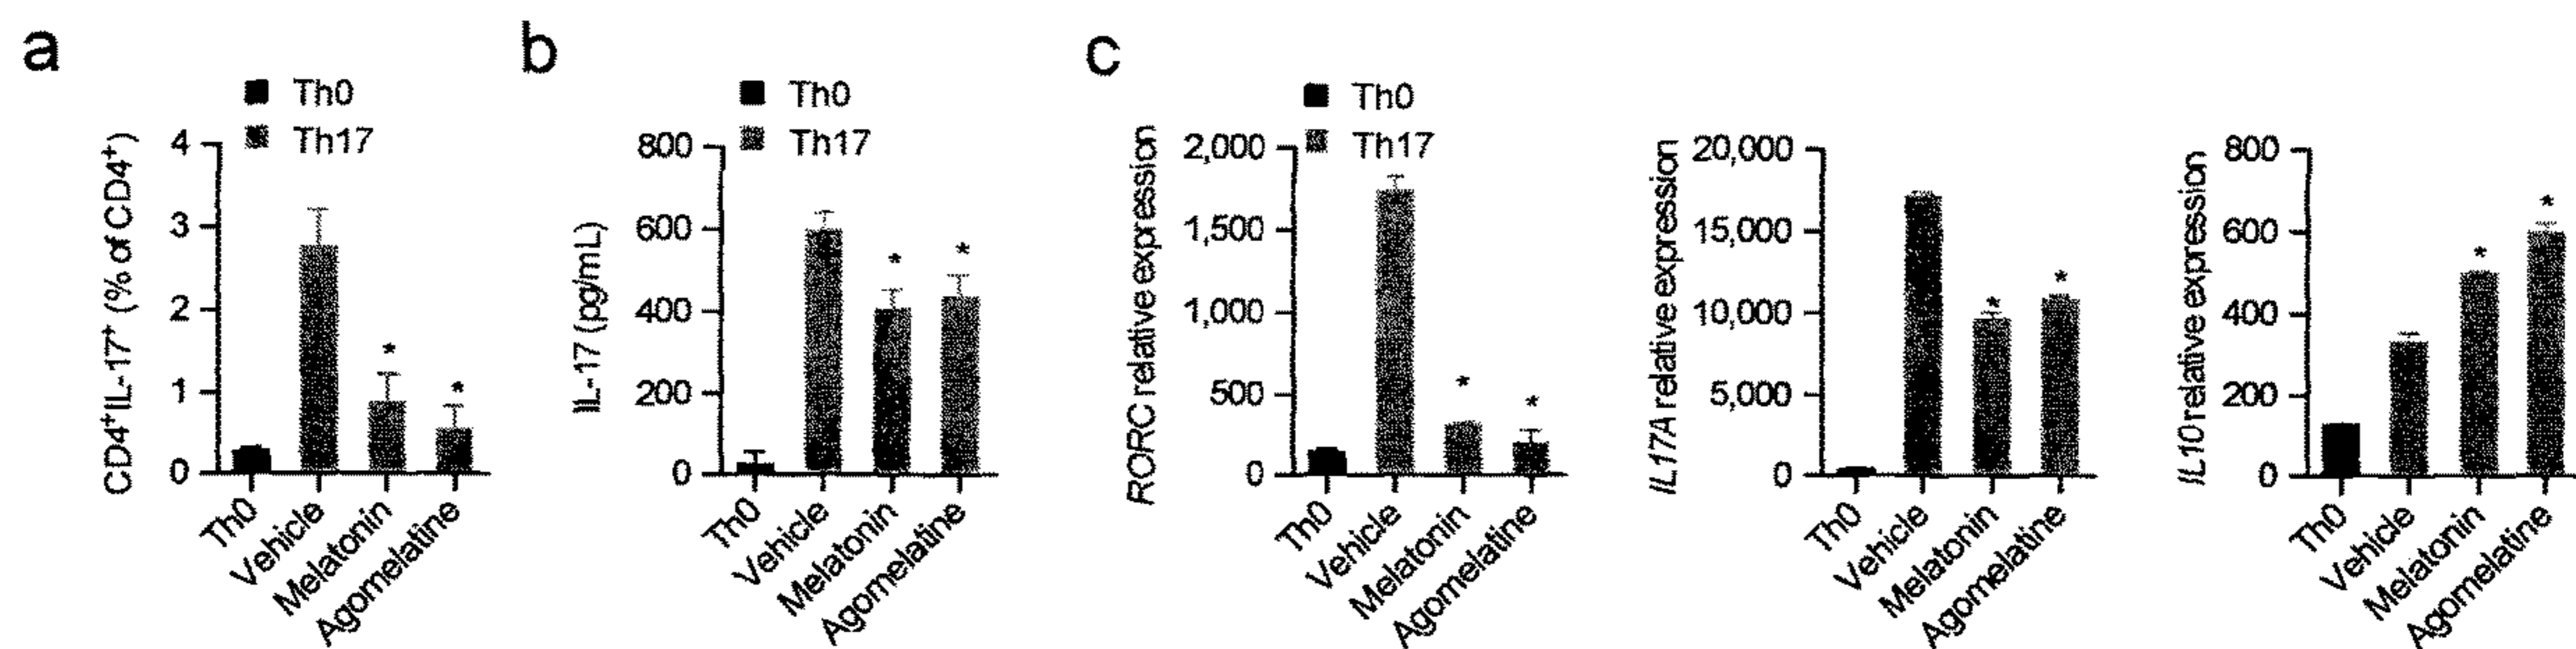 a
Th0
Th17
CD4⁺IL-17⁺ (% of CD4⁺)
4
3
2
1
0
Th0
Vehicle
Melatonin
Agomelatine
*
*
b
Th0
Th17
IL-17 (pg/mL)
800
600
400
200
0
Th0
Vehicle
Melatonin
Agomelatine
*
*
c
Th0
Th17
RORC relative expression
2,000
1,500
1,000
500
0
Th0
Vehicle
Melatonin
Agomelatine
*
*
IL17A relative expression
20,000
15,000
10,000
5,000
0
Th0
Vehicle
Melatonin
Agomelatine
*
*
IL10 relative expression
800
600
400
200
0
Th0
Vehicle
Melatonin
Agomelatine
*
*